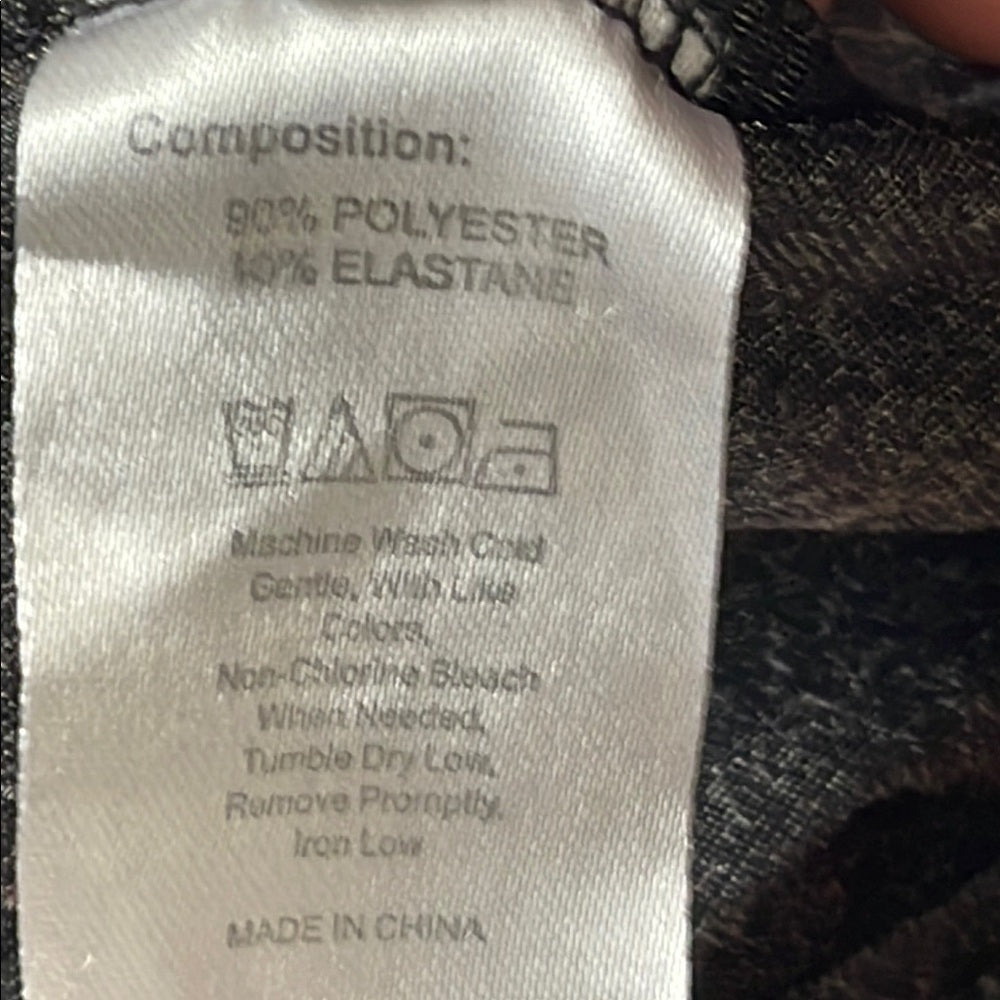 Composition:
90% POLYESTER
10% ELASTANE
Machine Wash Cold
Gentle, With Like
Colors,
Non-Chlorine Bleach
When Needed,
Tumble Dry Low,
Remove Promptly,
Iron Low
MADE IN CHINA